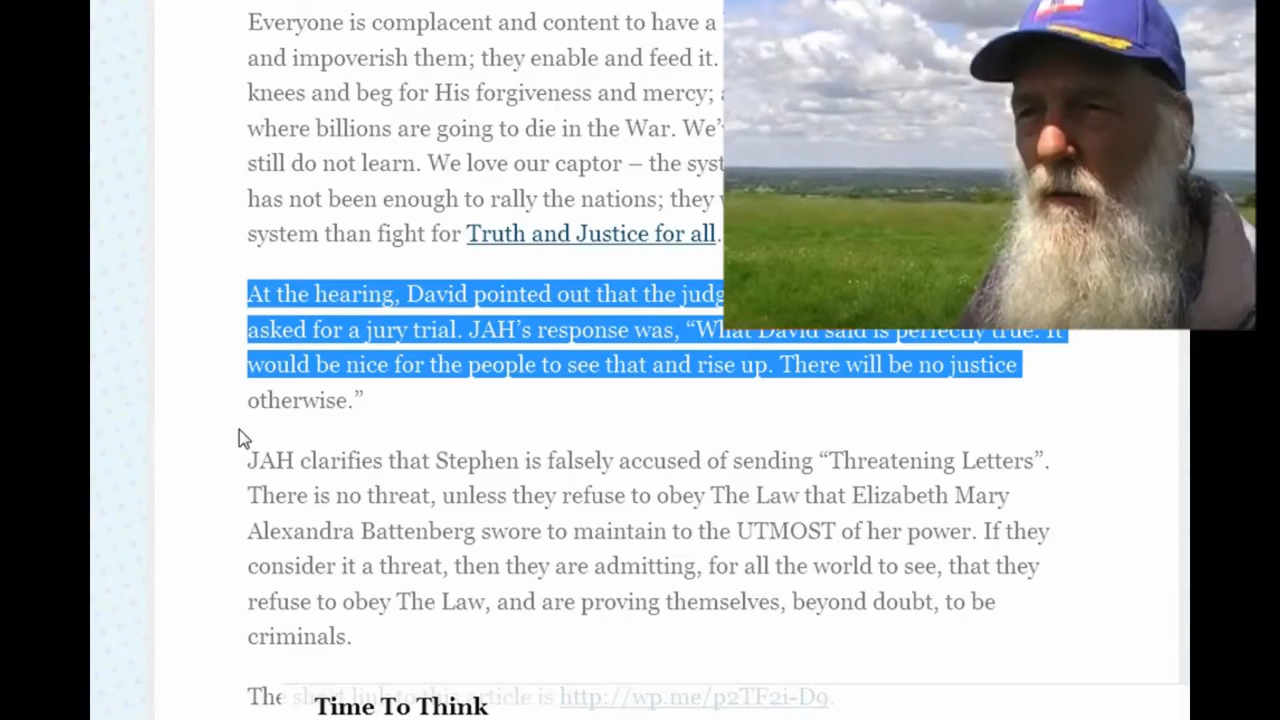 Everyone is complacent and content to have a
and impoverish them; they enable and feed it.
knees and beg for His forgiveness and mercy;
where billions are going to die in the War. We'v
still do not learn. We love our captor – the syst
has not been enough to rally the nations; they
system than fight for Truth and Justice for all.
At the hearing, David pointed out that the judg
asked for a jury trial. JAH's response was, “What David said is perfectly true. It
would be nice for the people to see that and rise up. There will be no justice
otherwise.”
JAH clarifies that Stephen is falsely accused of sending “Threatening Letters”.
There is no threat, unless they refuse to obey The Law that Elizabeth Mary
Alexandra Battenberg swore to maintain to the UTMOST of her power. If they
consider it a threat, then they are admitting, for all the world to see, that they
refuse to obey The Law, and are proving themselves, beyond doubt, to be
criminals.
The short link to this article is http://wp.me/p2TF2i-D9.
Time To Think